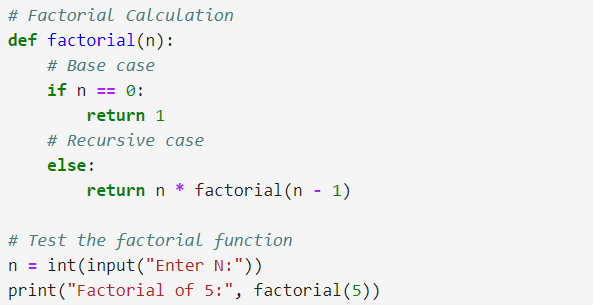 # Factorial Calculation
def factorial(n):
    # Base case
    if n == 0:
        return 1
    # Recursive case
    else:
        return n * factorial(n - 1)

# Test the factorial function
n = int(input("Enter N:"))
print("Factorial of 5:", factorial(5))